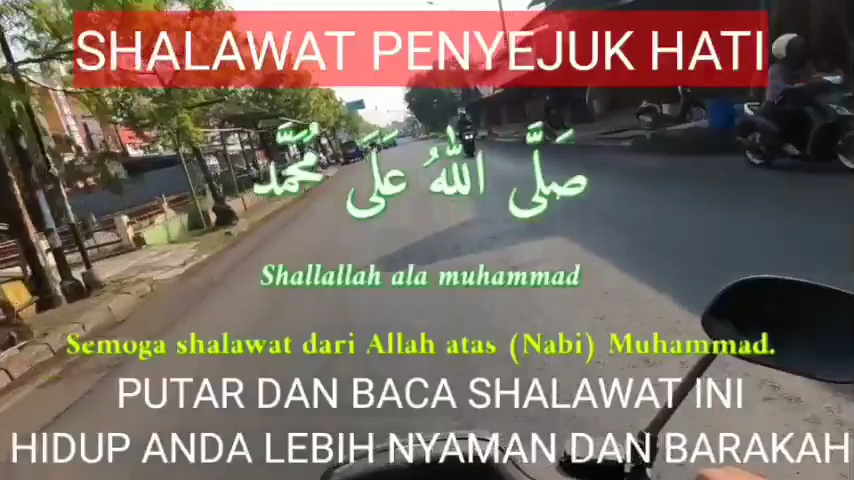 SHALAWAT PENYEJUK HATI
صَلَّى اللهُ عَلَى مُحَمَّد
Shallallah ala muhammad
Semoga shalawat dari Allah atas (Nabi) Muhammad.
PUTAR DAN BACA SHALAWAT INI
HIDUP ANDA LEBIH NYAMAN DAN BARAKAH